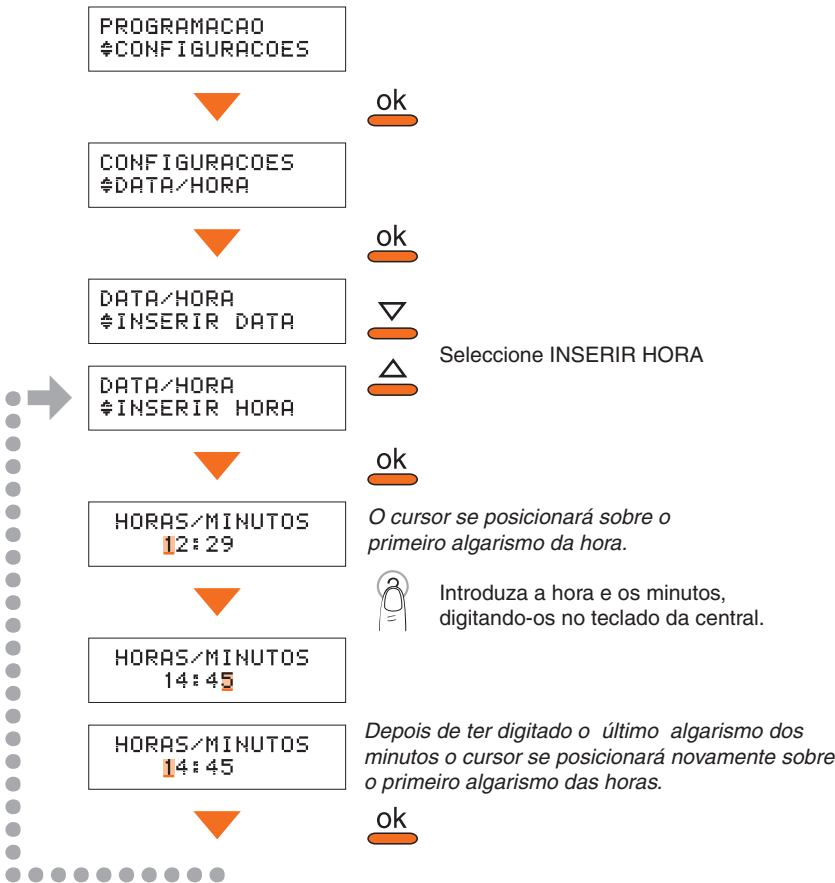 PROGRAMACAO
CONFIGURACOES
ok
CONFIGURACOES
DATA/HORA
ok
DATA/HORA
INSERIR DATA
Seleccione INSERIR HORA
DATA/HORA
INSERIR HORA
ok
HORAS/MINUTOS
12:29
O cursor se posicionará sobre o
primeiro algarismo da hora.
Introduza a hora e os minutos,
digitando-os no teclado da central.
HORAS/MINUTOS
14:45
HORAS/MINUTOS
14:45
Depois de ter digitado o último algarismo dos
minutos o cursor se posicionará novamente sobre
o primeiro algarismo das horas.
ok